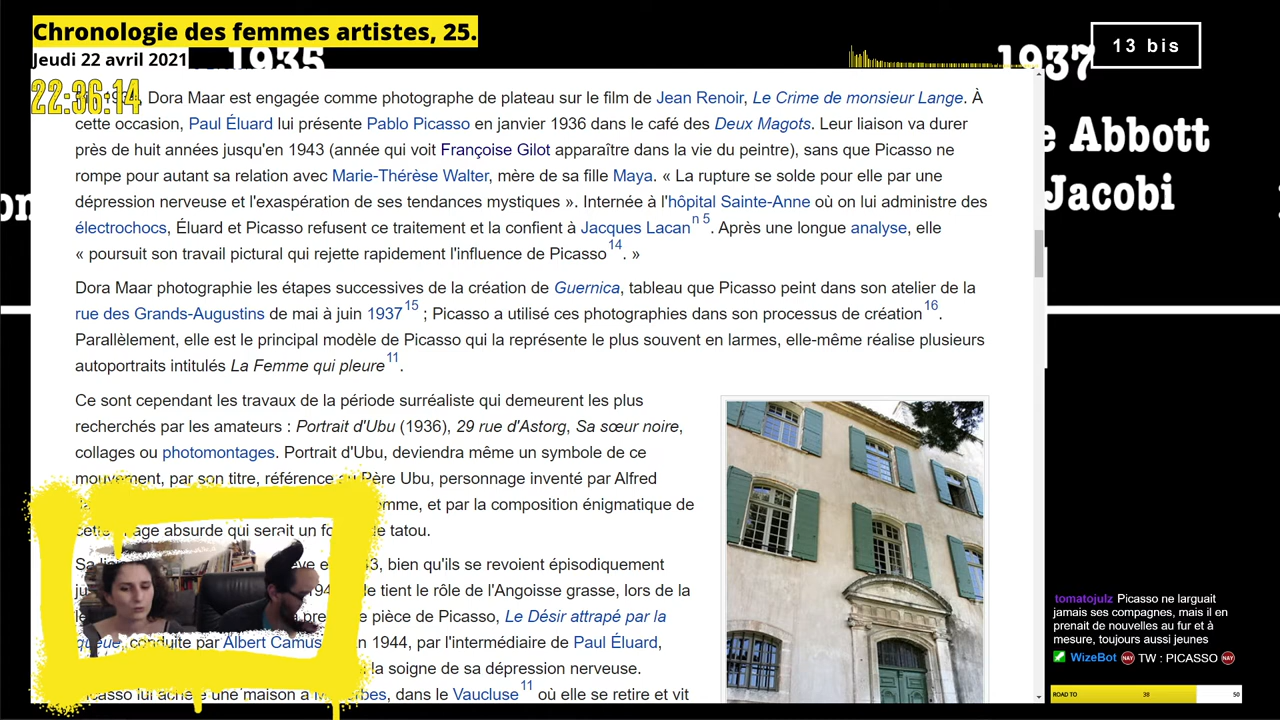 Chronologie des femmes artistes, 25.
Jeudi 22 avril 2021
1935
1937
13 bis
22:36:14
Dora Maar est engagée comme photographe de plateau sur le film de Jean Renoir, Le Crime de monsieur Lange. À
cette occasion, Paul Éluard lui présente Pablo Picasso en janvier 1936 dans le café des Deux Magots. Leur liaison va durer
près de huit années jusqu'en 1943 (année qui voit Françoise Gilot apparaître dans la vie du peintre), sans que Picasso ne
rompe pour autant sa relation avec Marie-Thérèse Walter, mère de sa fille Maya. « La rupture se solde pour elle par une
dépression nerveuse et l'exaspération de ses tendances mystiques ». Internée à l'hôpital Sainte-Anne où on lui administre des
électrochocs, Éluard et Picasso refusent ce traitement et la confient à Jacques Lacan n 5. Après une longue analyse, elle
« poursuit son travail pictural qui rejette rapidement l'influence de Picasso 14. »
e Abbott
Jacobi
on
Dora Maar photographie les étapes successives de la création de Guernica, tableau que Picasso peint dans son atelier de la
rue des Grands-Augustins de mai à juin 1937 15 ; Picasso a utilisé ces photographies dans son processus de création 16.
Parallèlement, elle est le principal modèle de Picasso qui la représente le plus souvent en larmes, elle-même réalise plusieurs
autoportraits intitulés La Femme qui pleure 11.
Ce sont cependant les travaux de la période surréaliste qui demeurent les plus
recherchés par les amateurs : Portrait d'Ubu (1936), 29 rue d'Astorg, Sa sœur noire,
collages ou photomontages. Portrait d'Ubu, deviendra même un symbole de ce
mouvement, par son titre, référence au Père Ubu, personnage inventé par Alfred
emme, et par la composition énigmatique de
cette image absurde qui serait un de tatou.
Sa 3, bien qu'ils se revoient épisodiquement
tient le rôle de l'Angoisse grasse, lors de la
pièce de Picasso, Le Désir attrapé par la
queue, conduite par Albert Camus n 1944, par l'intermédiaire de Paul Éluard,
la soigne de sa dépression nerveuse.
Picasso lui achète une maison à dans le Vaucluse 11 où elle se retire et vit
tomatojulz Picasso ne larguait
jamais ses compagnes, mais il en
prenait de nouvelles au fur et à
mesure, toujours aussi jeunes
WizeBot NAY TW : PICASSO NAY
ROAD TO 38 50